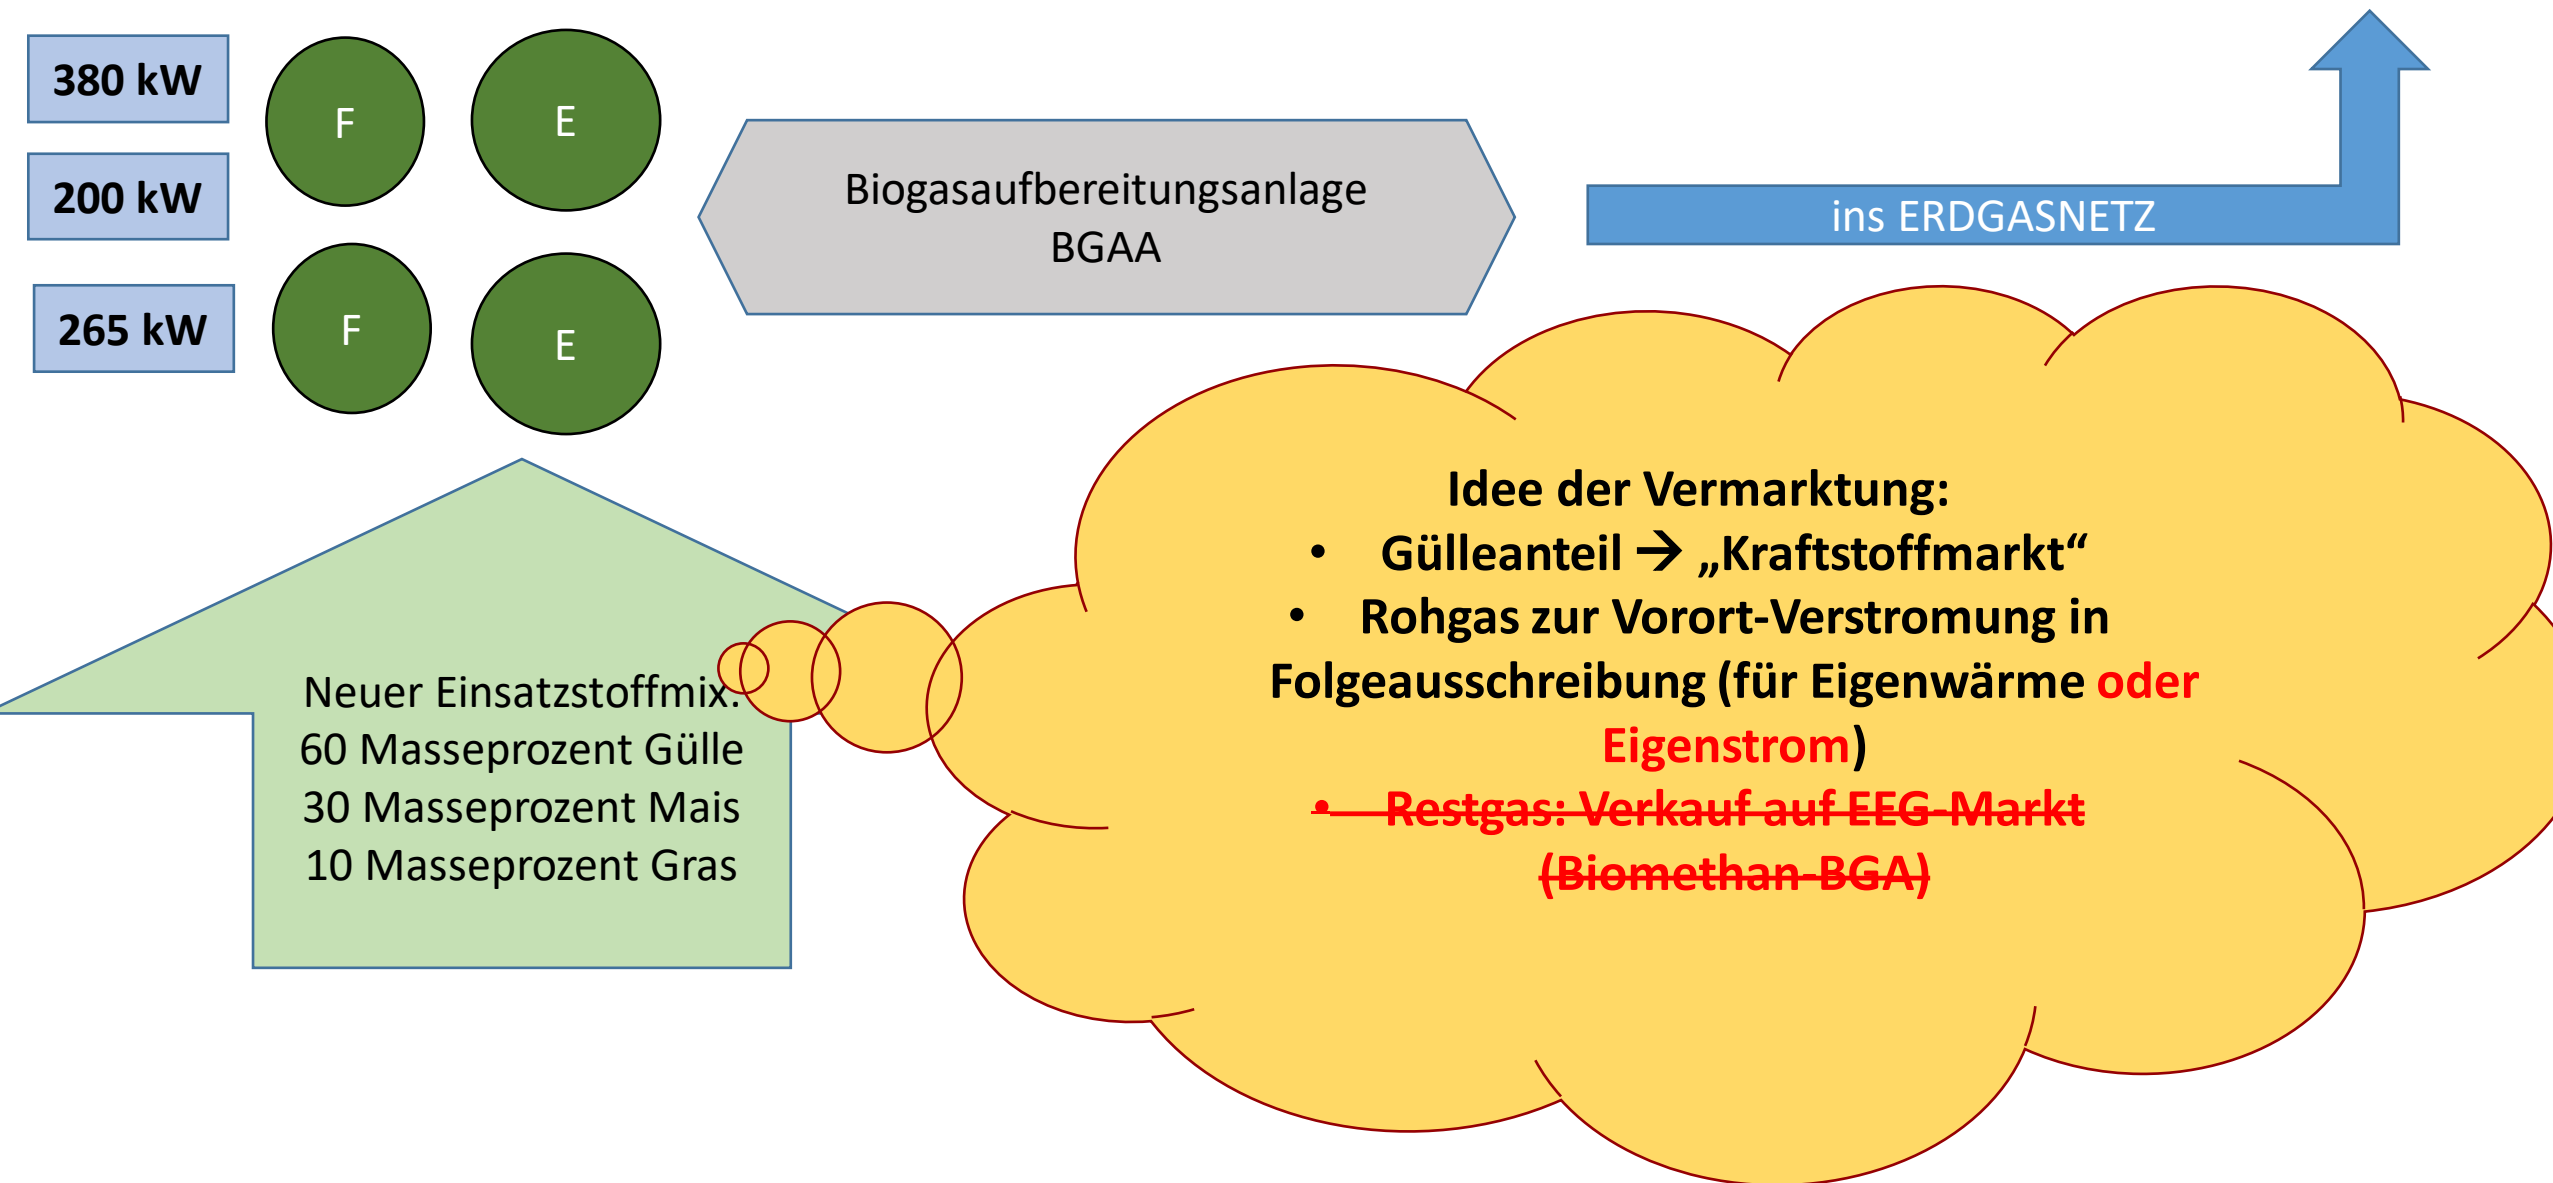 380 kW
200 kW
265 kW
F
E
F
E
Biogasaufbereitungsanlage
BGAA
ins ERDGASNETZ
Neuer Einsatzstoffmix:
60 Masseprozent Gülle
30 Masseprozent Mais
10 Masseprozent Gras
Idee der Vermarktung:
• Gülleanteil → „Kraftstoffmarkt“
• Rohgas zur Vorort-Verstromung in
Folgeausschreibung (für Eigenwärme oder
Eigenstrom)
• Restgas: Verkauf auf EEG-Markt
(Biomethan-BGA)